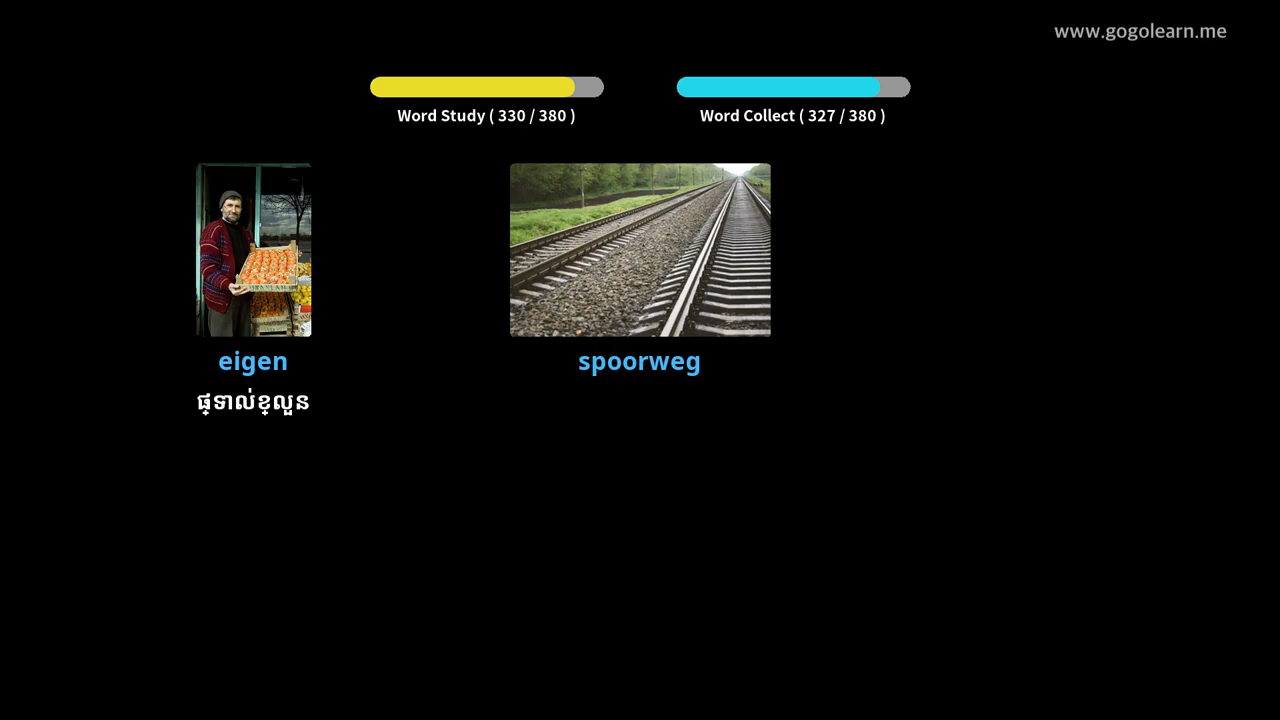 www.gogolearn.me
Word Study ( 330 / 380 )
Word Collect ( 327 / 380 )
eigen
spoorweg
ផ្ទាល់ខ្លួន